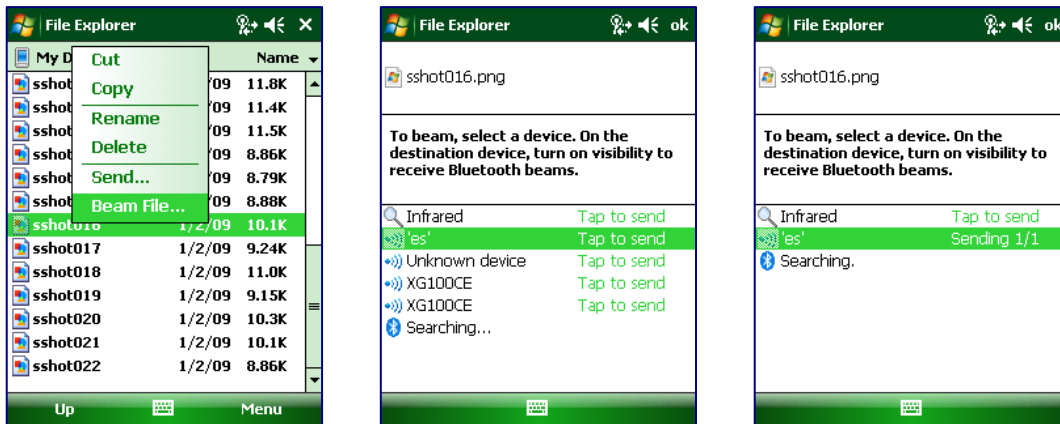 File Explorer
My D Name
Cut
Copy
Rename
Delete
Send...
Beam File...
sshot /09 11.8K
sshot /09 11.4K
sshot /09 11.5K
sshot /09 8.86K
sshot /09 8.79K
sshot /09 8.88K
sshot016 1/2/09 10.1K
sshot017 1/2/09 9.24K
sshot018 1/2/09 11.0K
sshot019 1/2/09 9.15K
sshot020 1/2/09 10.3K
sshot021 1/2/09 10.1K
sshot022 1/2/09 8.86K
Up Menu
File Explorer ok
sshot016.png
To beam, select a device. On the
destination device, turn on visibility to
receive Bluetooth beams.
Infrared Tap to send
'es' Tap to send
Unknown device Tap to send
XG100CE Tap to send
XG100CE Tap to send
Searching...
File Explorer ok
sshot016.png
To beam, select a device. On the
destination device, turn on visibility to
receive Bluetooth beams.
Infrared Tap to send
'es' Sending 1/1
Searching.